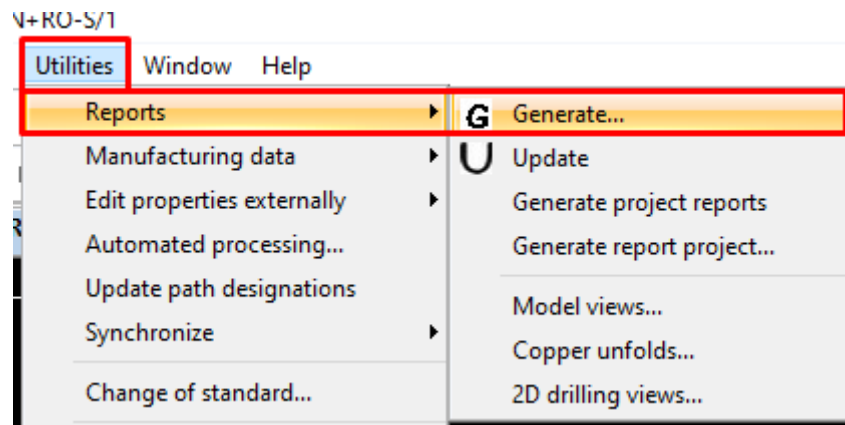 N+RO-S/1
Utilities Window Help
Reports
Manufacturing data
Edit properties externally
Automated processing...
Update path designations
Synchronize
Change of standard...
G Generate...
U Update
Generate project reports
Generate report project...
Model views...
Copper unfolds...
2D drilling views...